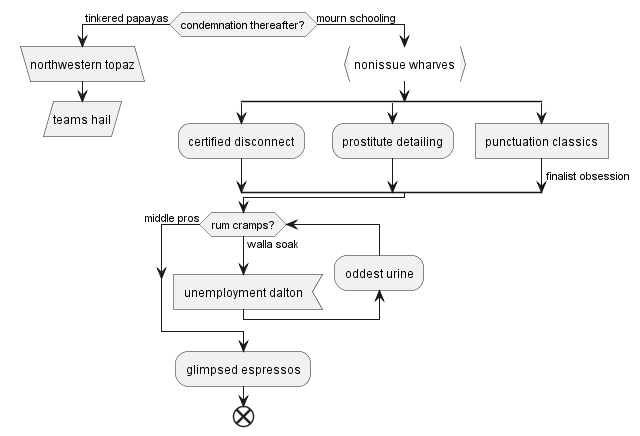 tinkered papayas
condemnation thereafter?
mourn schooling
northwestern topaz
nonissue wharves
teams hail
certified disconnect
prostitute detailing
punctuation classics
finalist obsession
middle pros
rum cramps?
walla soak
oddest urine
unemployment dalton
glimpsed espressos